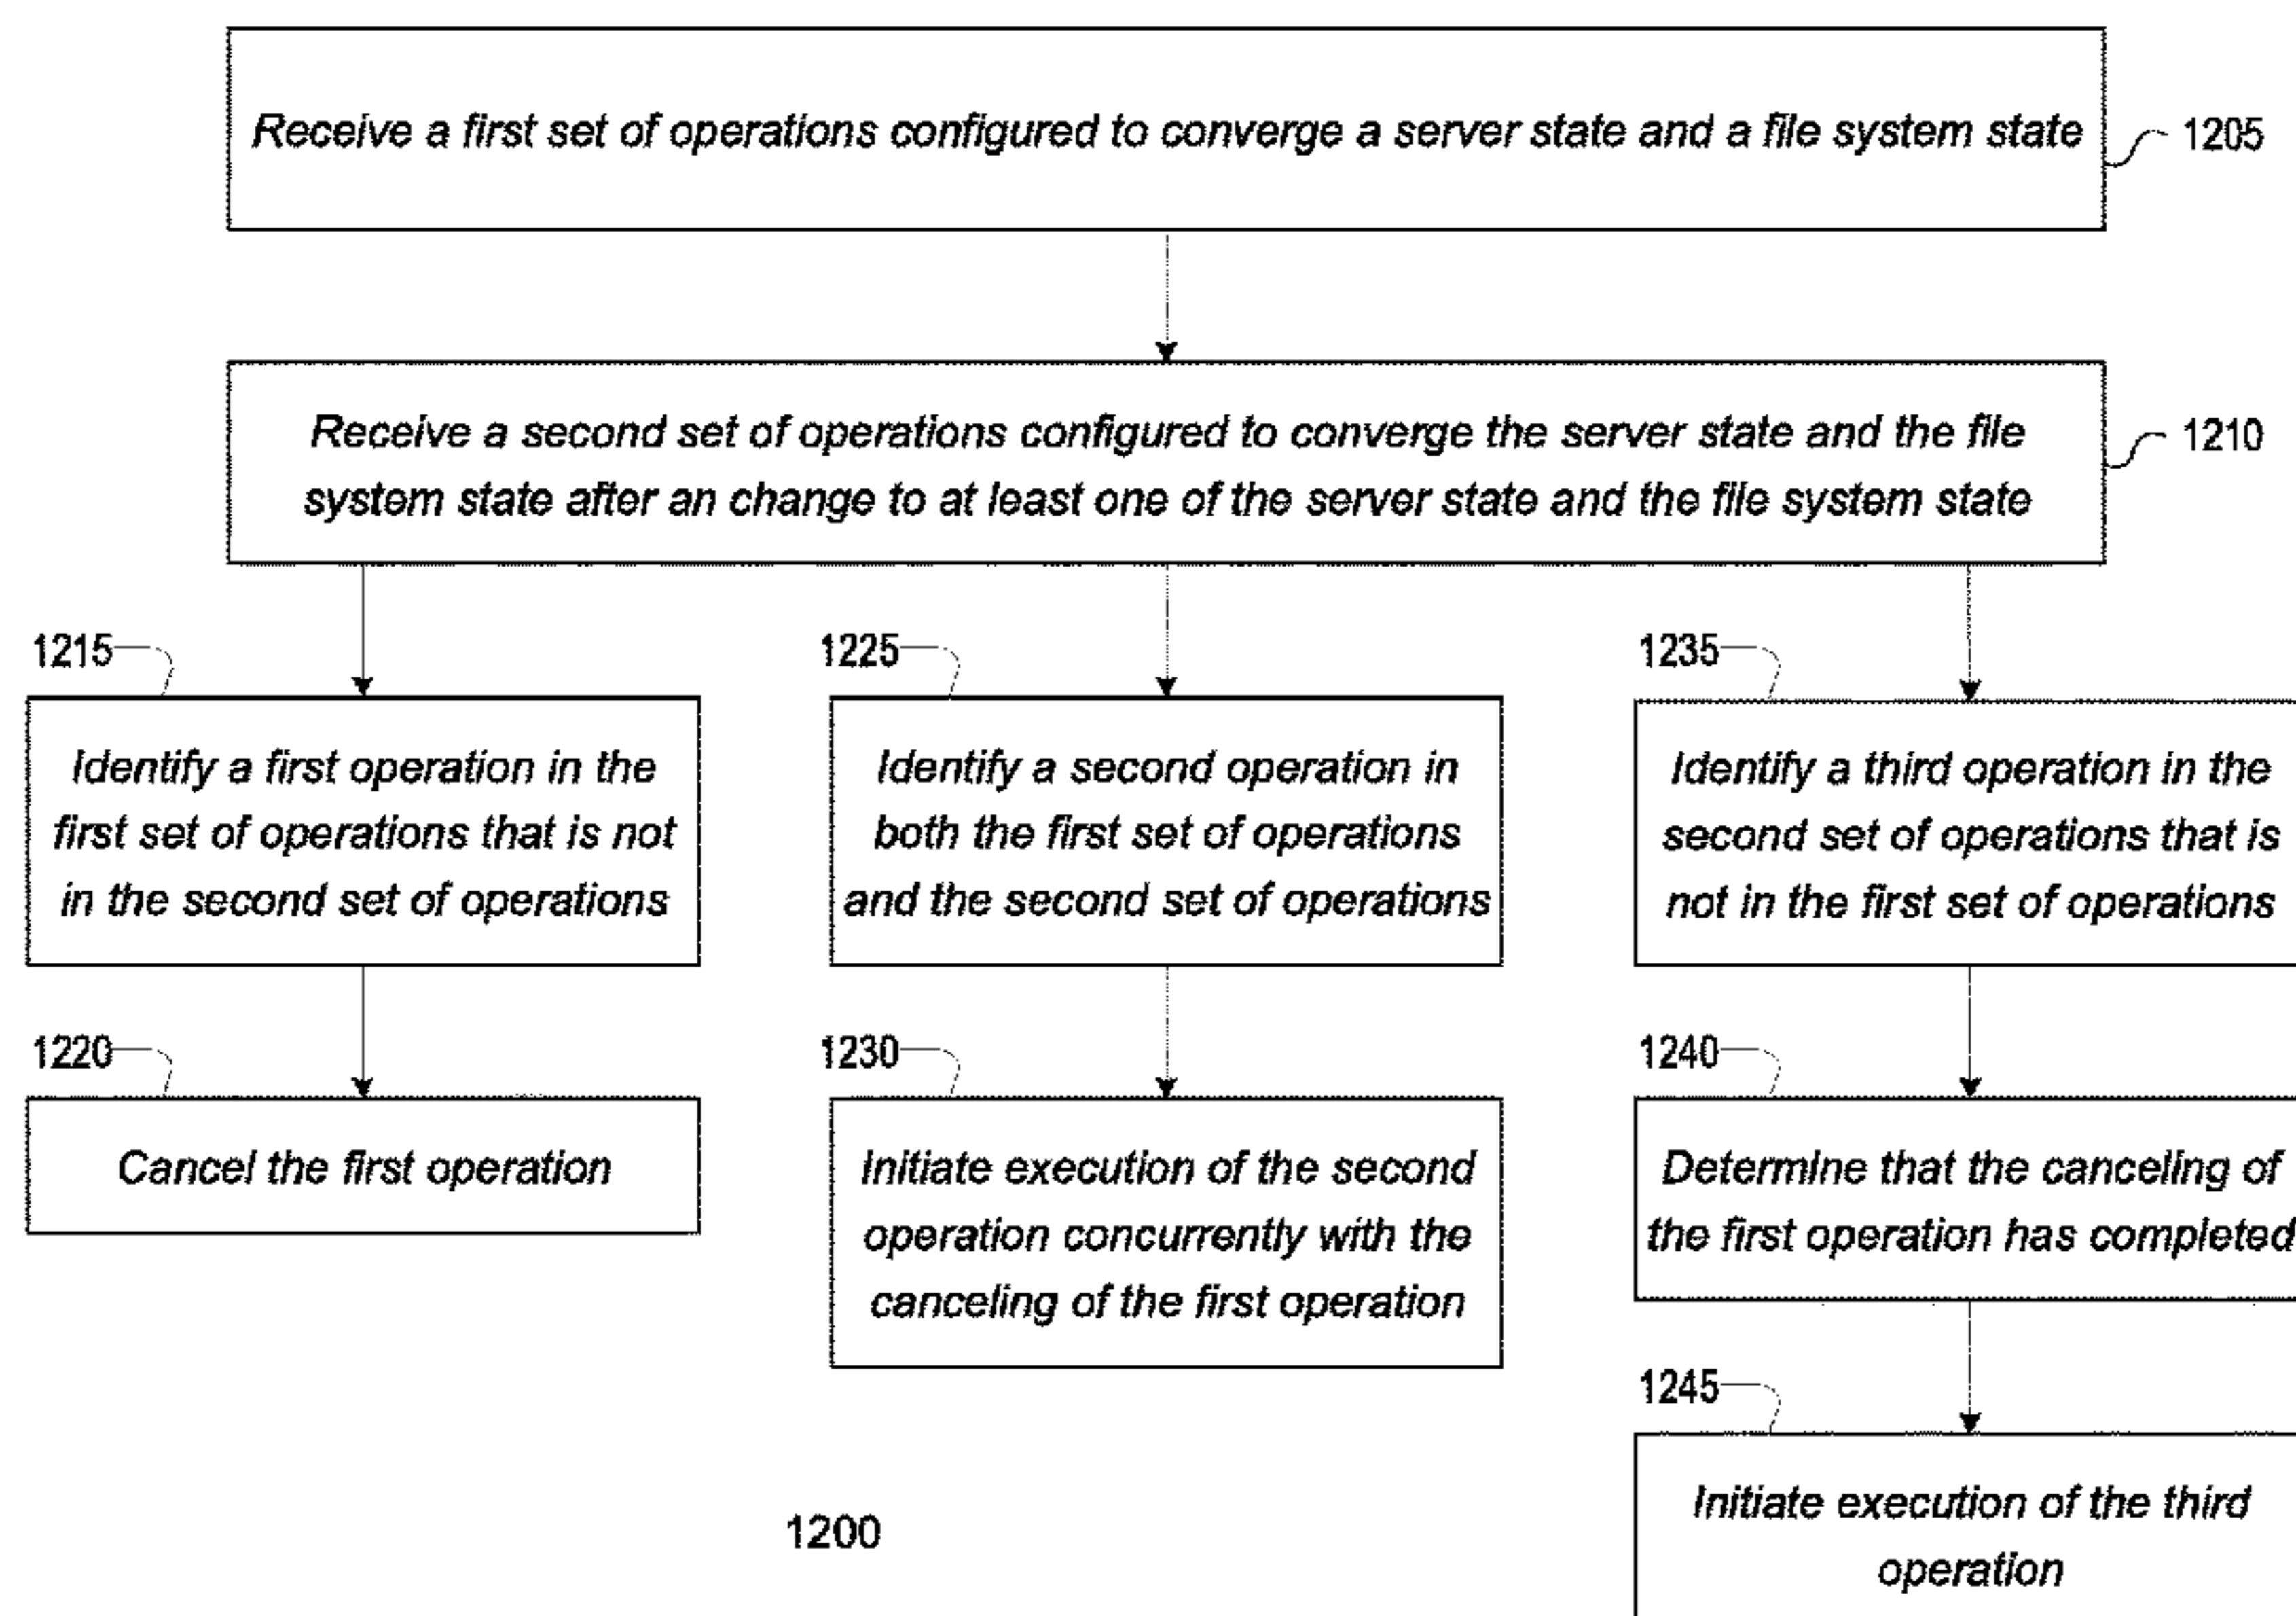 Receive a first set of operations configured to converge a server state and a file system state
1205
Receive a second set of operations configured to converge the server state and the file
system state after an change to at least one of the server state and the file system state
1210
1215
Identify a first operation in the
first set of operations that is not
in the second set of operations
1220
Cancel the first operation
1225
Identify a second operation in
both the first set of operations
and the second set of operations
1230
Initiate execution of the second
operation concurrently with the
canceling of the first operation
1235
Identify a third operation in the
second set of operations that is
not in the first set of operations
1240
Determine that the canceling of
the first operation has completed
1245
Initiate execution of the third
operation
1200